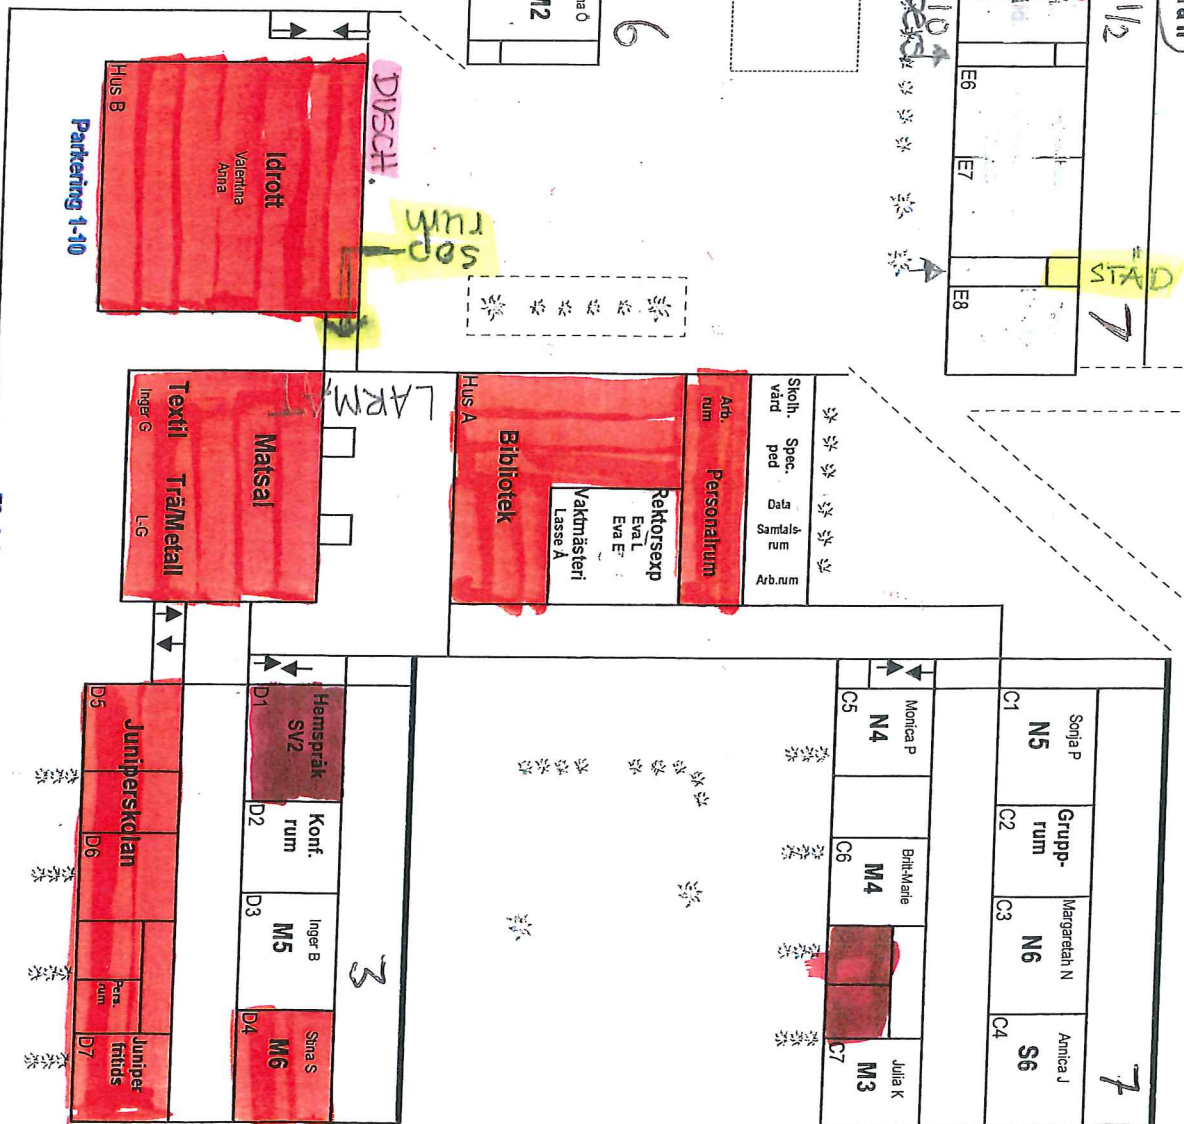 DUSCH.
Hus B
Idrott
Valentina
Anna
Parkering 1-10
sop
rum
LARM
M2
6
1/2
E6
E7
E8
STÄD
7
Textil
Inger G
Trä/Metall
L-G
Matsal
Hus A
Bibliotek
Vaktmästeri
Lasse Å
Rektorsexp
Eva L
Eva E
Arb.
rum
Personalrum
Skolh.
vård
Spec.
ped
Data
Samtals-
rum
Arb.rum
D5
Juniperskolan
D6
Pers.
rum
D7
Juniper
fritids
D1
Hemspråk
SV2
D2
Konf.
rum
D3
Inger B
M5
D4
Stina S
M6
3
C5
Monica P
N4
C6
Britt-Marie
M4
C7
Julia K
M3
C1
Sonja P
N5
C2
Grupp-
rum
C3
Margaretah N
N6
C4
Annica J
S6
7